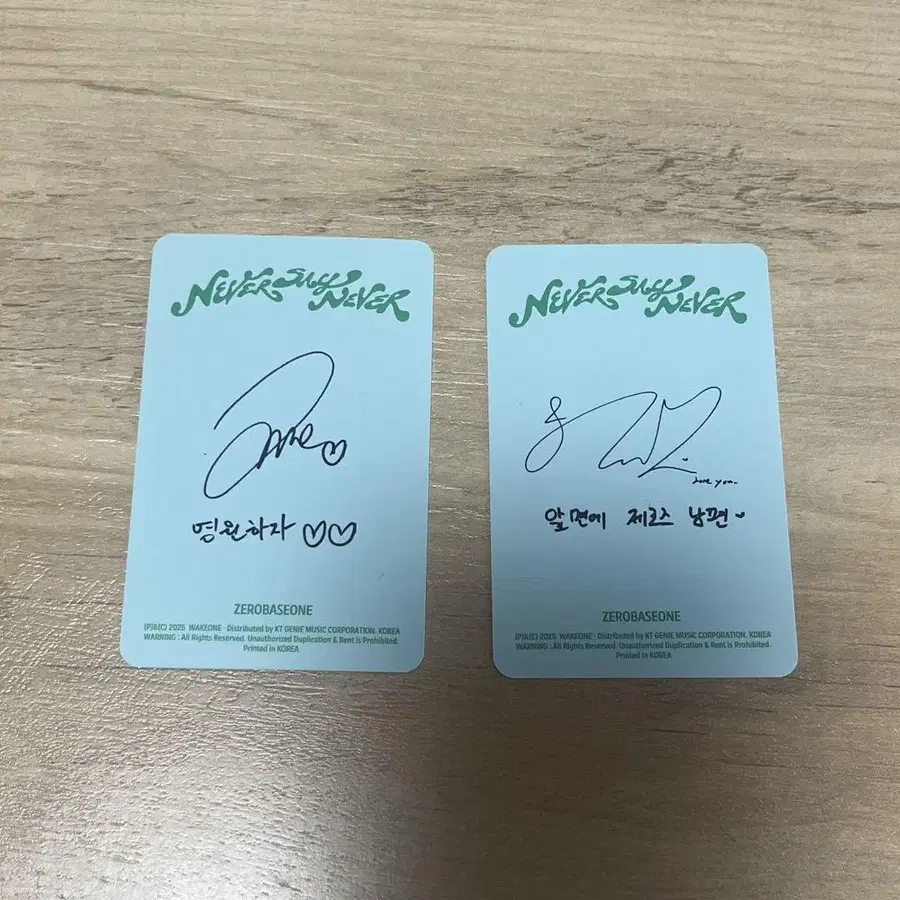 NEVER SAY NEVER
영원하자 ♡♡
ZEROBASEONE
(P)&(C) 2025 WAKEONE · Distributed by KT GENIE MUSIC CORPORATION. KOREA
WARNING : All Rights Reserved. Unauthorized Duplication & Rent is Prohibited.
Printed in KOREA
NEVER SAY NEVER
love you.
앞면에 제로즈 남편♥
ZEROBASEONE
(P)&(C) 2025 WAKEONE · Distributed by KT GENIE MUSIC CORPORATION. KOREA
WARNING : All Rights Reserved. Unauthorized Duplication & Rent is Prohibited.
Printed in KOREA